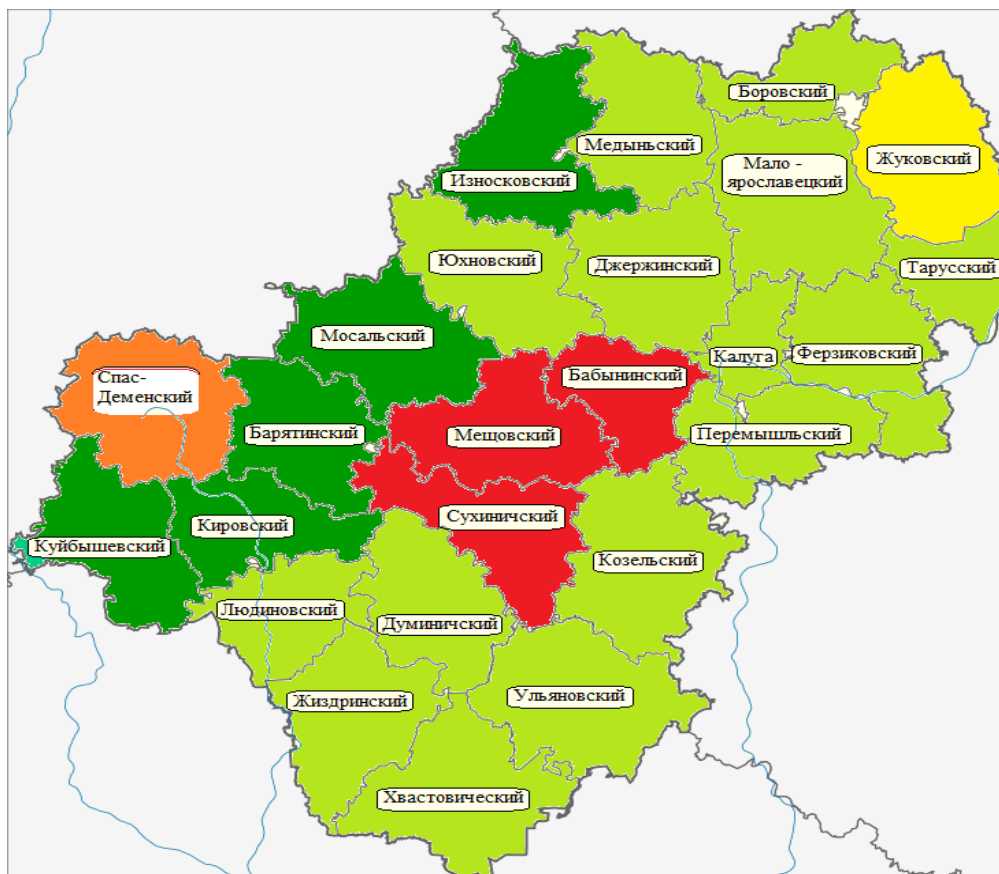 Боровский
Медыньский
Мало -
ярославецкий
Жуковский
Износковский
Юхновский
Джержинский
Тарусский
Мосальский
Калуга
Ферзиковский
Спас-
Деменский
Бабынинский
Барятинский
Мещовский
Перемышльский
Сухиничский
Кировский
Куйбышевский
Козельский
Людиновский
Думиничский
Жиздринский
Ульяновский
Хвастовический